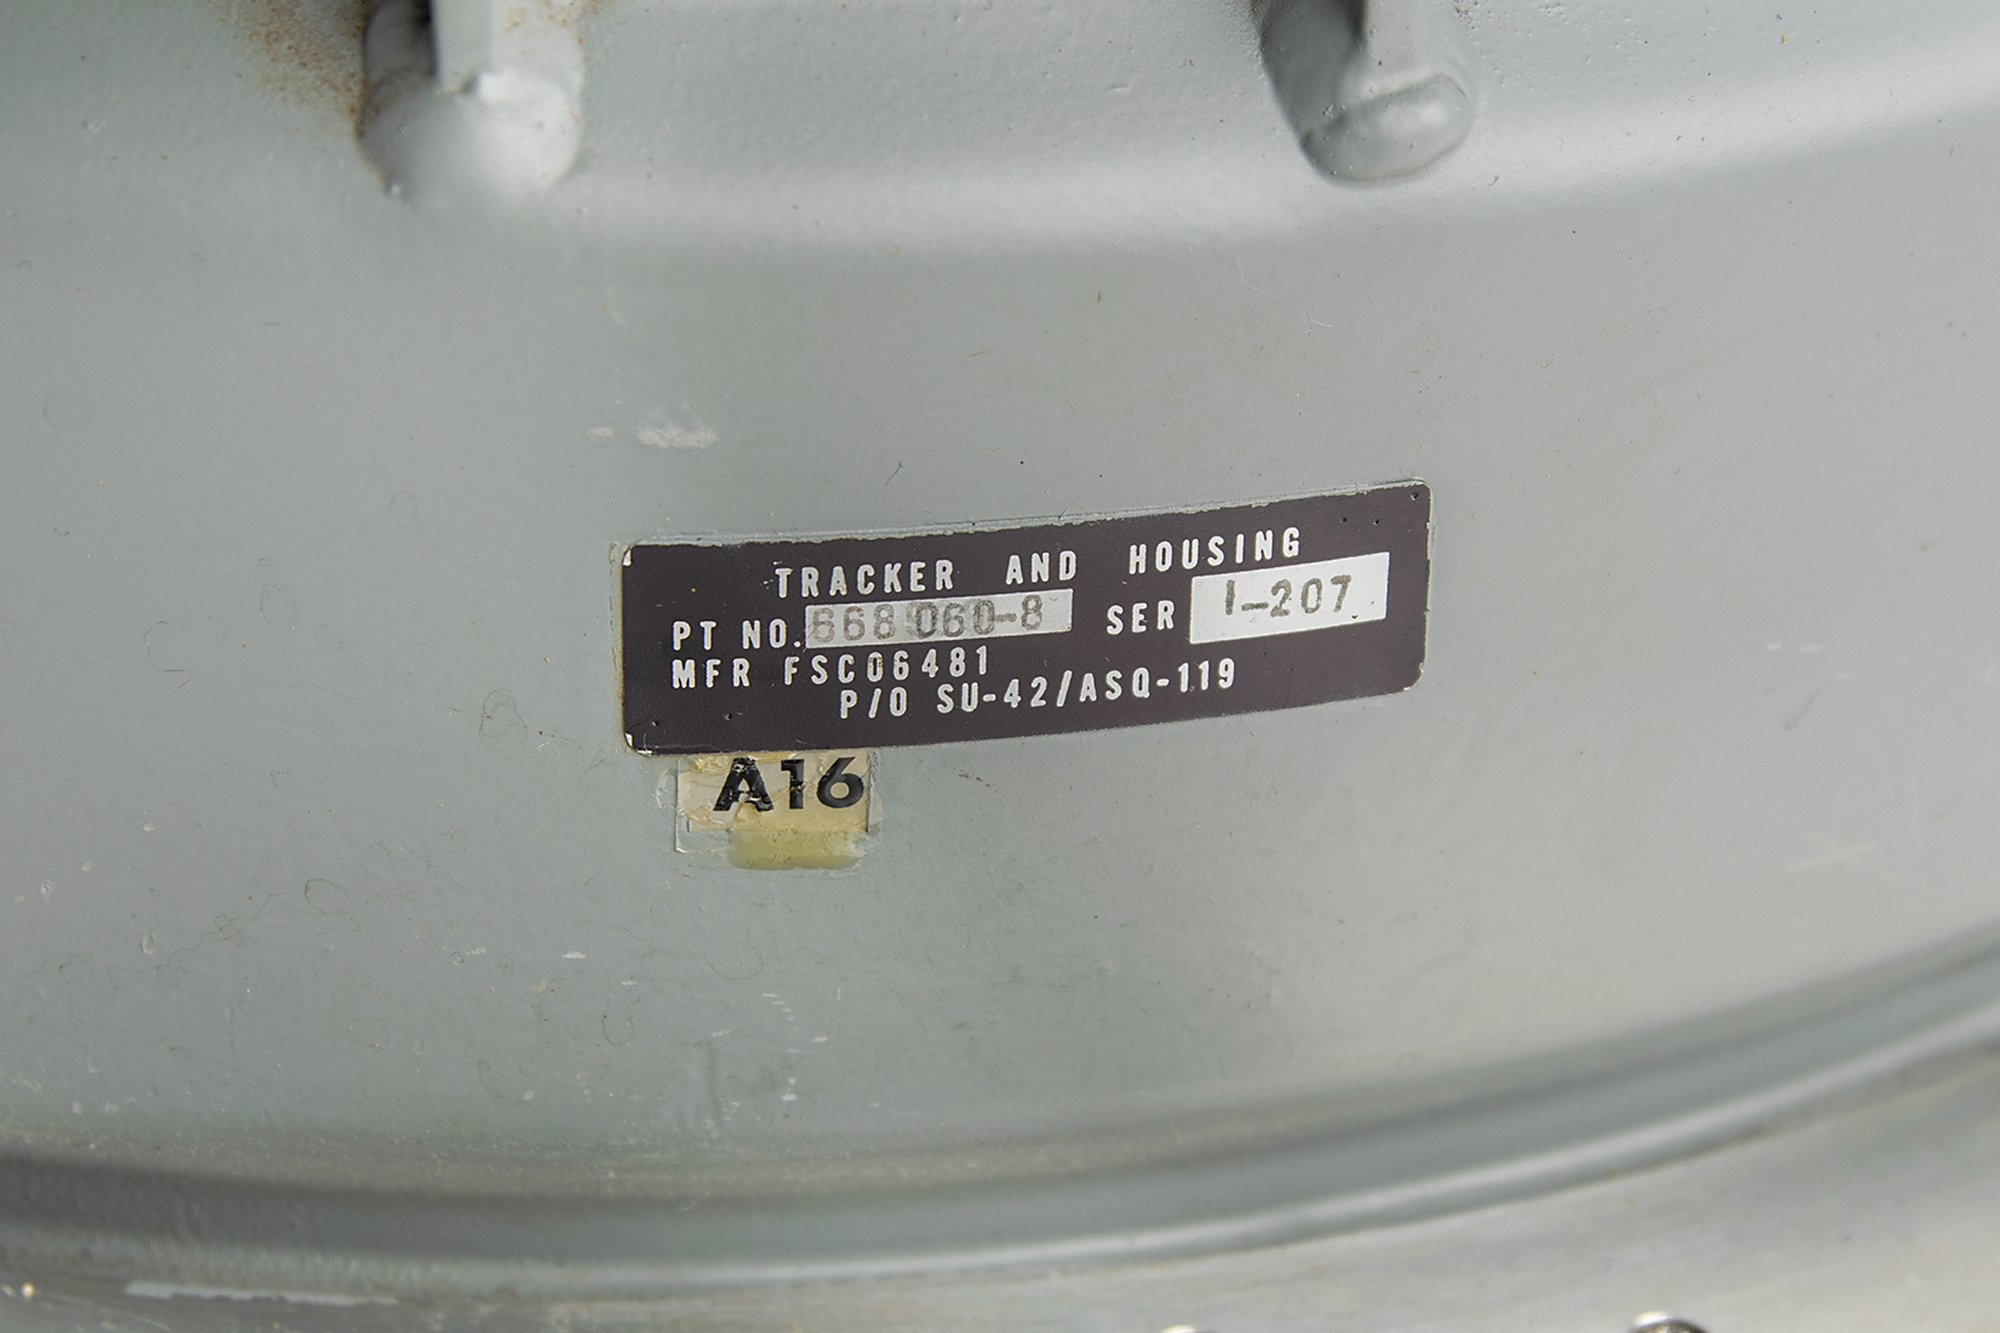 TRACKER AND HOUSING
PT NO. 668060-8 SER 1-207
MFR FSC06481
P/O SU-42/ASQ-119
A16